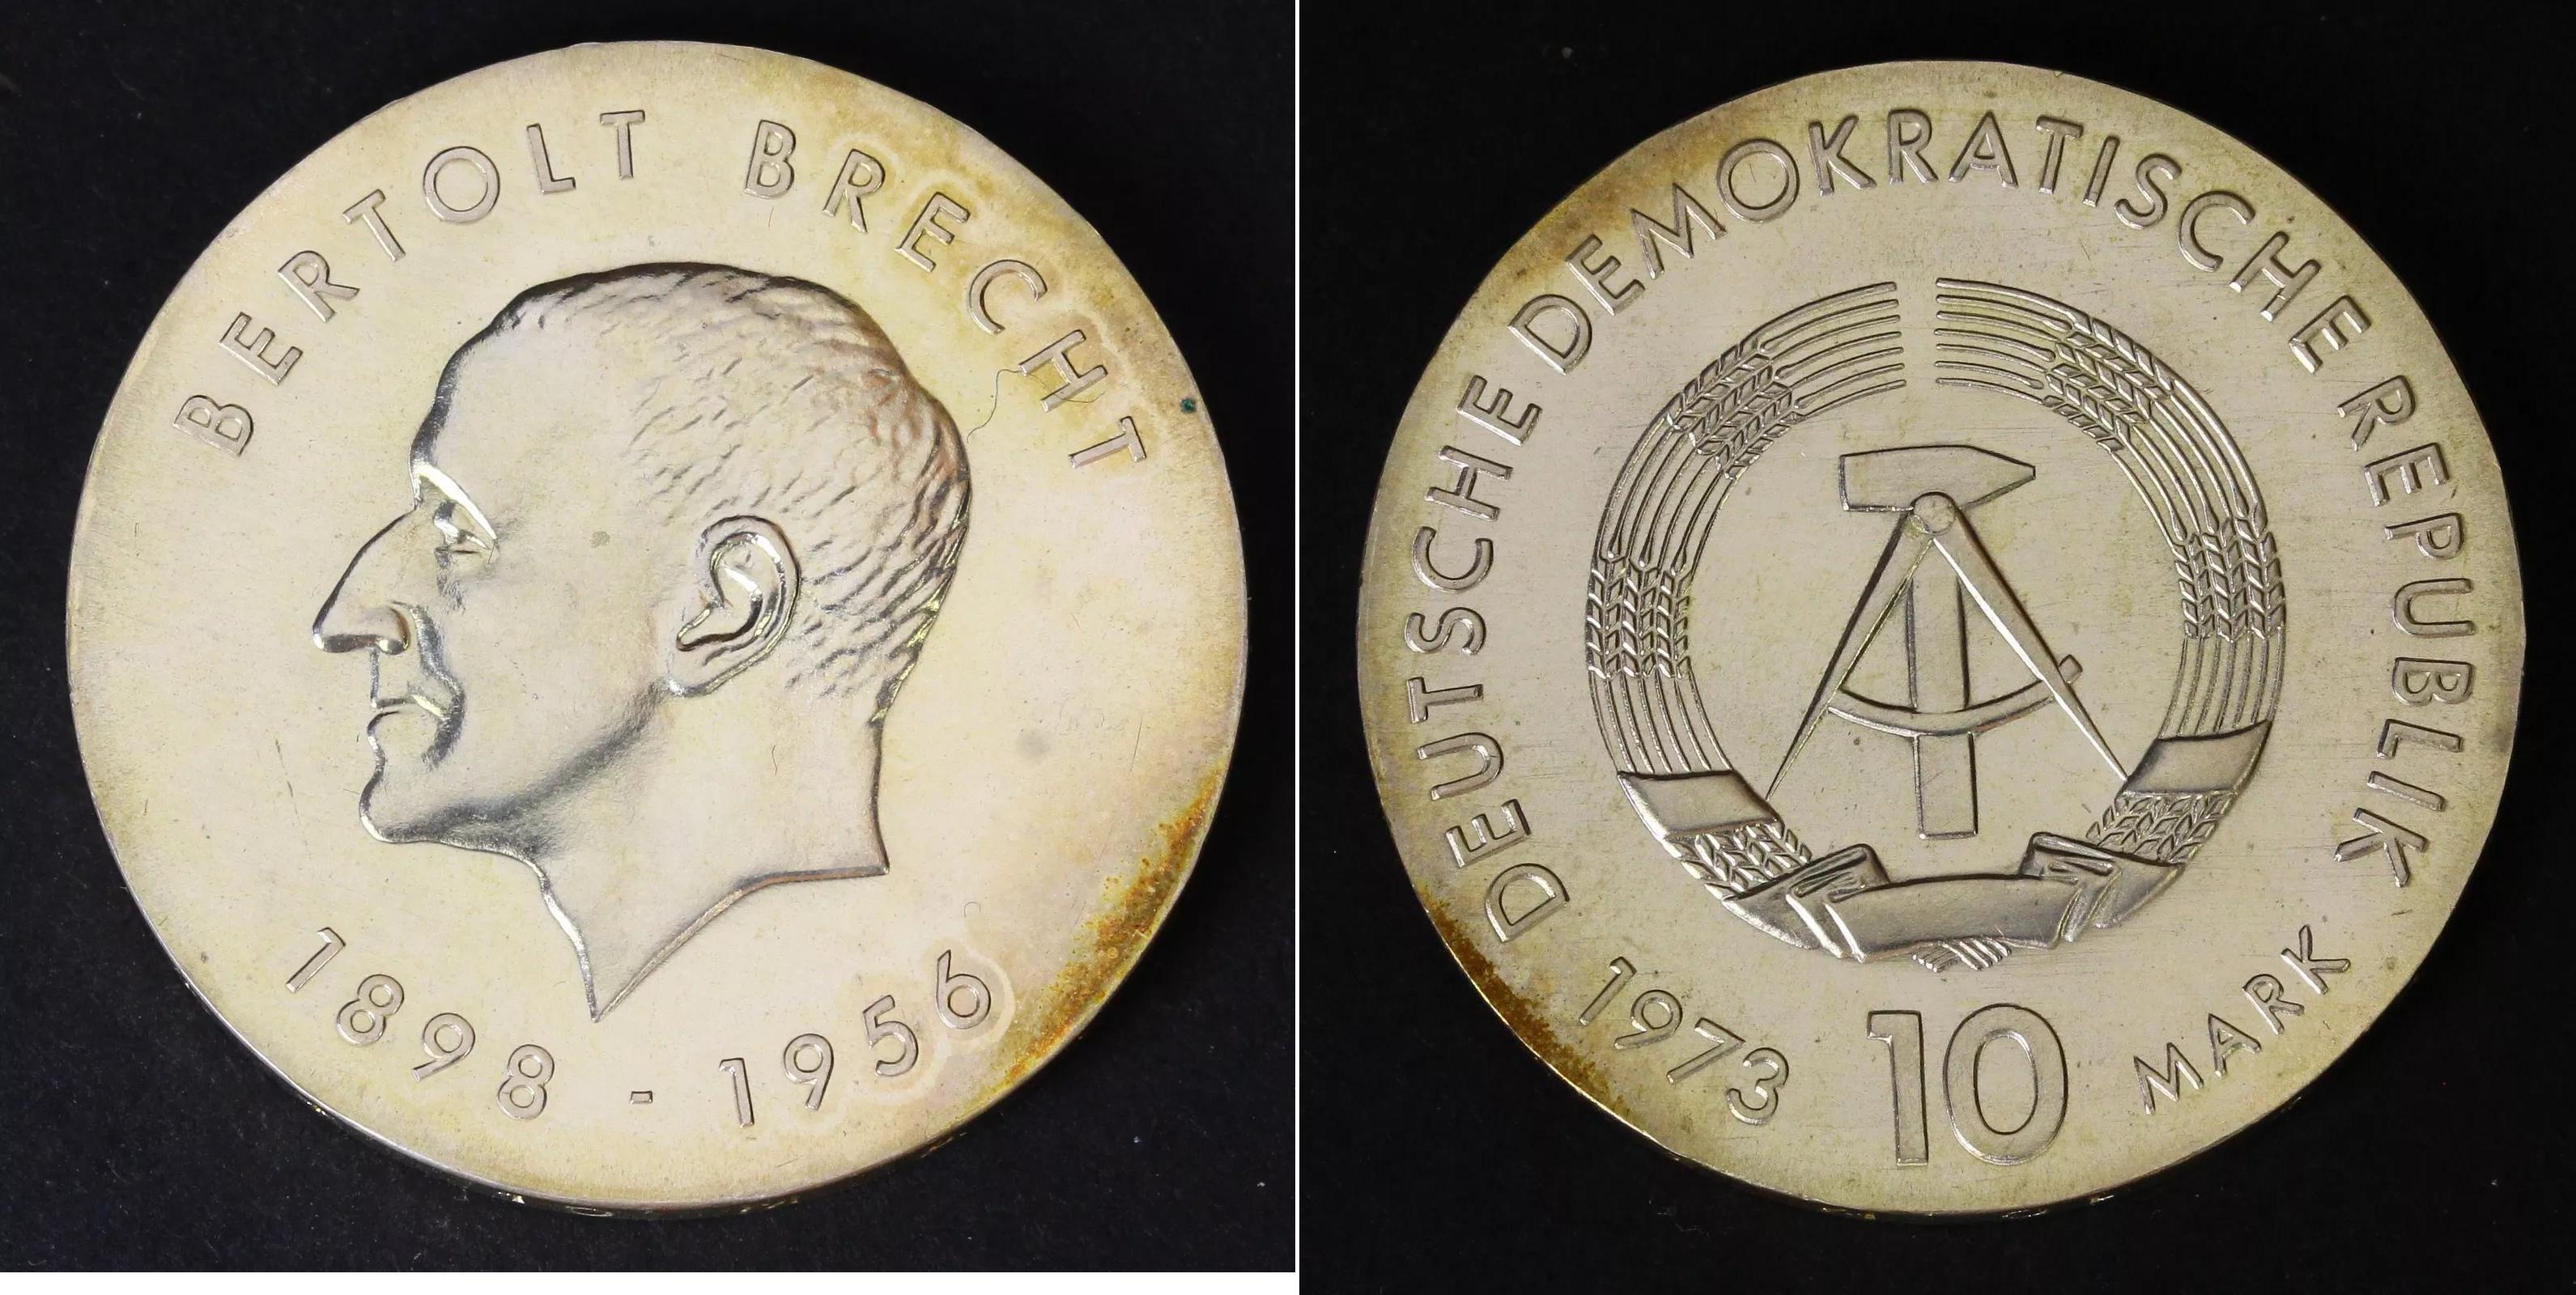 BERTOLT BRECHT
1898 - 1956
DEUTSCHE DEMOKRATISCHE REPUBLIK
1973 10 MARK